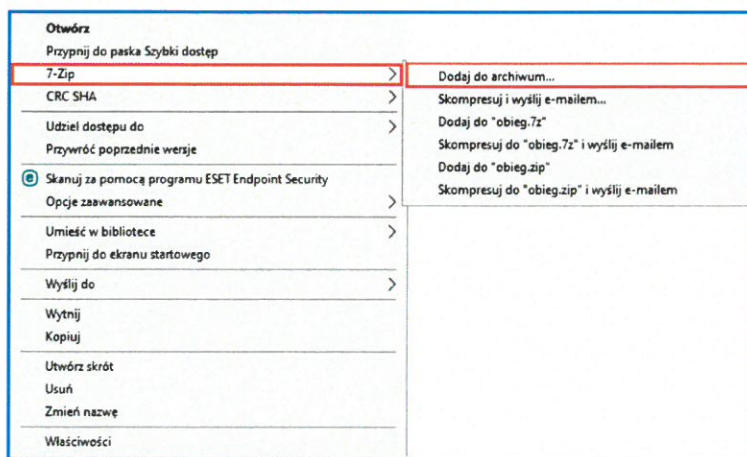 Otwórz
Przypnij do paska Szybki dostęp
7-Zip
CRC SHA
Udziel dostępu do
Przywróć poprzednie wersje
Skanuj za pomocą programu ESET Endpoint Security
Opcje zaawansowane
Umieść w bibliotece
Przypnij do ekranu startowego
Wyślij do
Wytnij
Kopiuj
Utwórz skrót
Usuń
Zmień nazwę
Właściwości
Dodaj do archiwum...
Skompresuj i wyślij e-mailem...
Dodaj do "obieg.7z"
Skompresuj do "obieg.7z" i wyślij e-mailem
Dodaj do "obieg.zip"
Skompresuj do "obieg.zip" i wyślij e-mailem